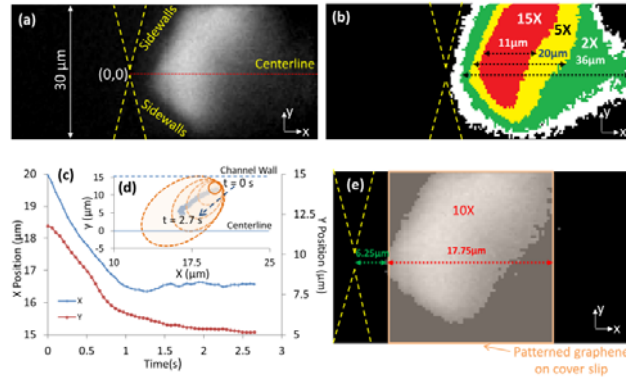 (a)
Sidewalls
30 µm
(0,0)
Centerline
Sidewalls
y
x
(b)
15X
5X
2X
11µm
20µm
36µm
y
x
(c)
X Position (µm)
20
19
18
17
16
15
0
0.5
1
1.5
2
2.5
3
Time(s)
Y Position (µm)
15
13
11
9
7
5
X
Y
(d)
Channel Wall
t = 0 s
t = 2.7 s
Centerline
y (µm)
15
10
5
0
-5
10
17.5
25
X (µm)
(e)
10X
6.25µm
17.75µm
y
x
Patterned graphene
on cover slip